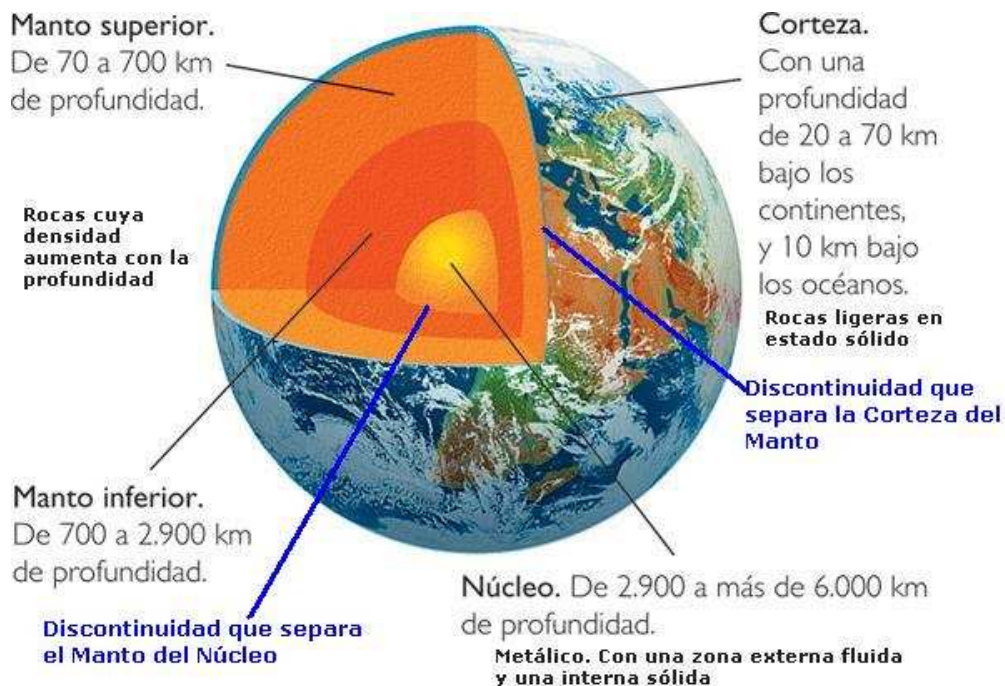 Manto superior.
De 70 a 700 km
de profundidad.
Corteza.
Con una
profundidad
de 20 a 70 km
bajo los
continentes,
y 10 km bajo
los océanos.
Rocas ligeras en
estado sólido
Rocas cuya
densidad
aumenta con la
profundidad
Discontinuidad que
separa la Corteza del
Manto
Manto inferior.
De 700 a 2.900 km
de profundidad.
Discontinuidad que separa
el Manto del Núcleo
Núcleo. De 2.900 a más de 6.000 km
de profundidad.
Metálico. Con una zona externa fluida
y una interna sólida